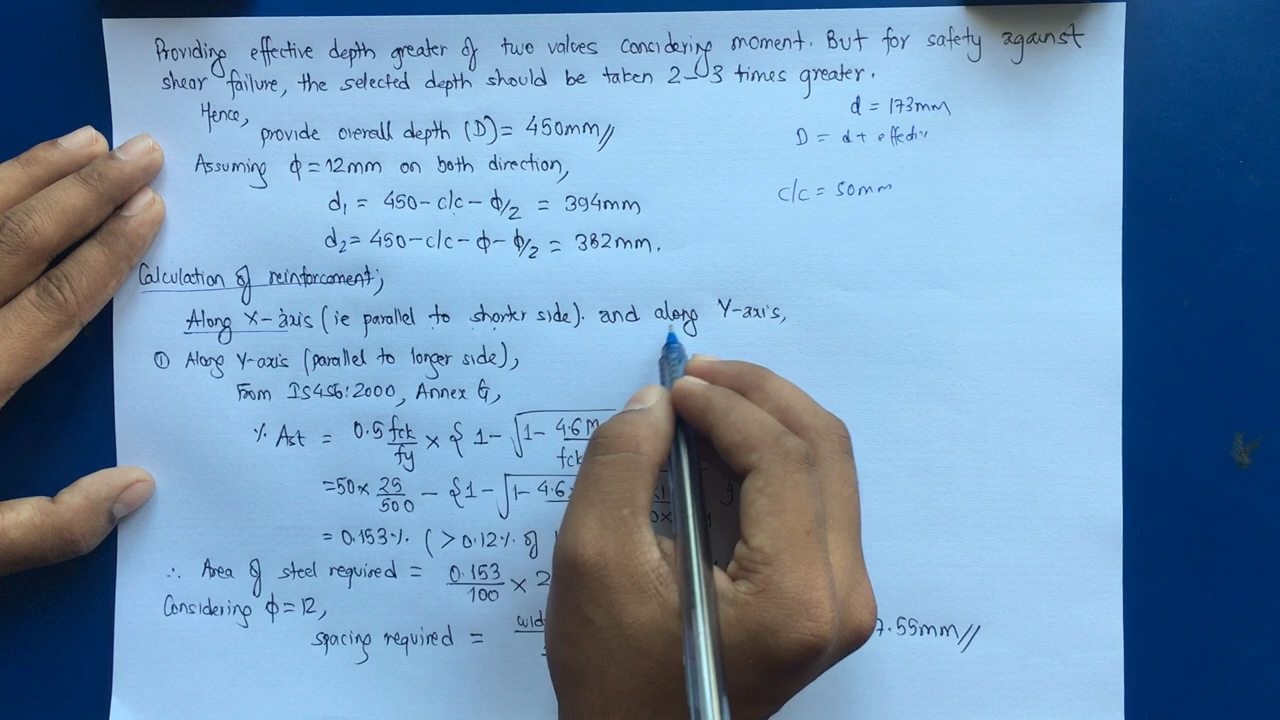 Providing effective depth greater of two values considering moment. But for safety against
shear failure, the selected depth should be taken 2-3 times greater.
d = 173mm
Hence,
provide overall depth (D) = 450mm//
D = d + effectiv
Assuming ϕ = 12mm on both direction,
c/c = 50mm
d₁ = 450 - c/c - ϕ/2 = 394mm
d₂ = 450 - c/c - ϕ - ϕ/2 = 382mm.
Calculation of reinforcement;
Along X-axis (ie parallel to shorter side). and along Y-axis,
① Along Y-axis (parallel to longer side),
From IS456:2000, Annex G,
% Ast = 0.5 fck/fy × { 1 - √1 - 4.6 M / fck
= 50 × 25/500 - { 1 - √1 - 4.6
= 0.153% (> 0.12% of
∴ Area of steel required = 0.153/100 × 2
Considering ϕ = 12,
spacing required = 7.55mm//